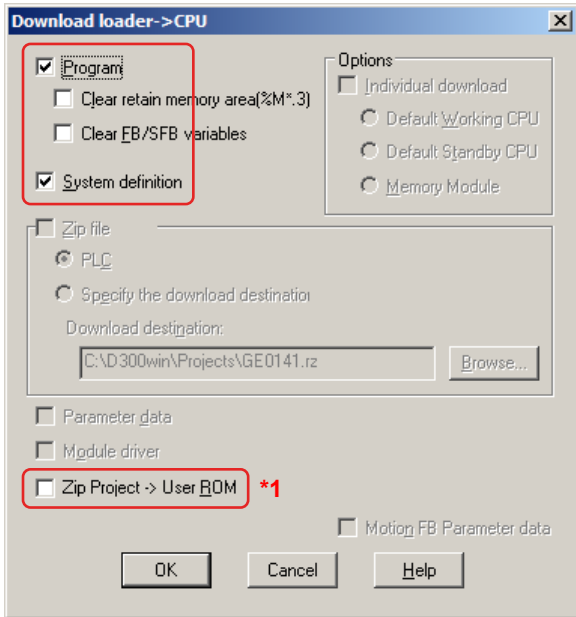 Download loader->CPU
Program
Clear retain memory area(%M*.3)
Clear FB/SFB variables
System definition
Options
Individual download
Default Working CPU
Default Standby CPU
Memory Module
Zip file
PLC
Specify the download destination
Download destination:
C:\D300win\Projects\GE0141.rz
Browse...
Parameter data
Module driver
Zip Project -> User ROM
*1
Motion FB Parameter data
OK
Cancel
Help